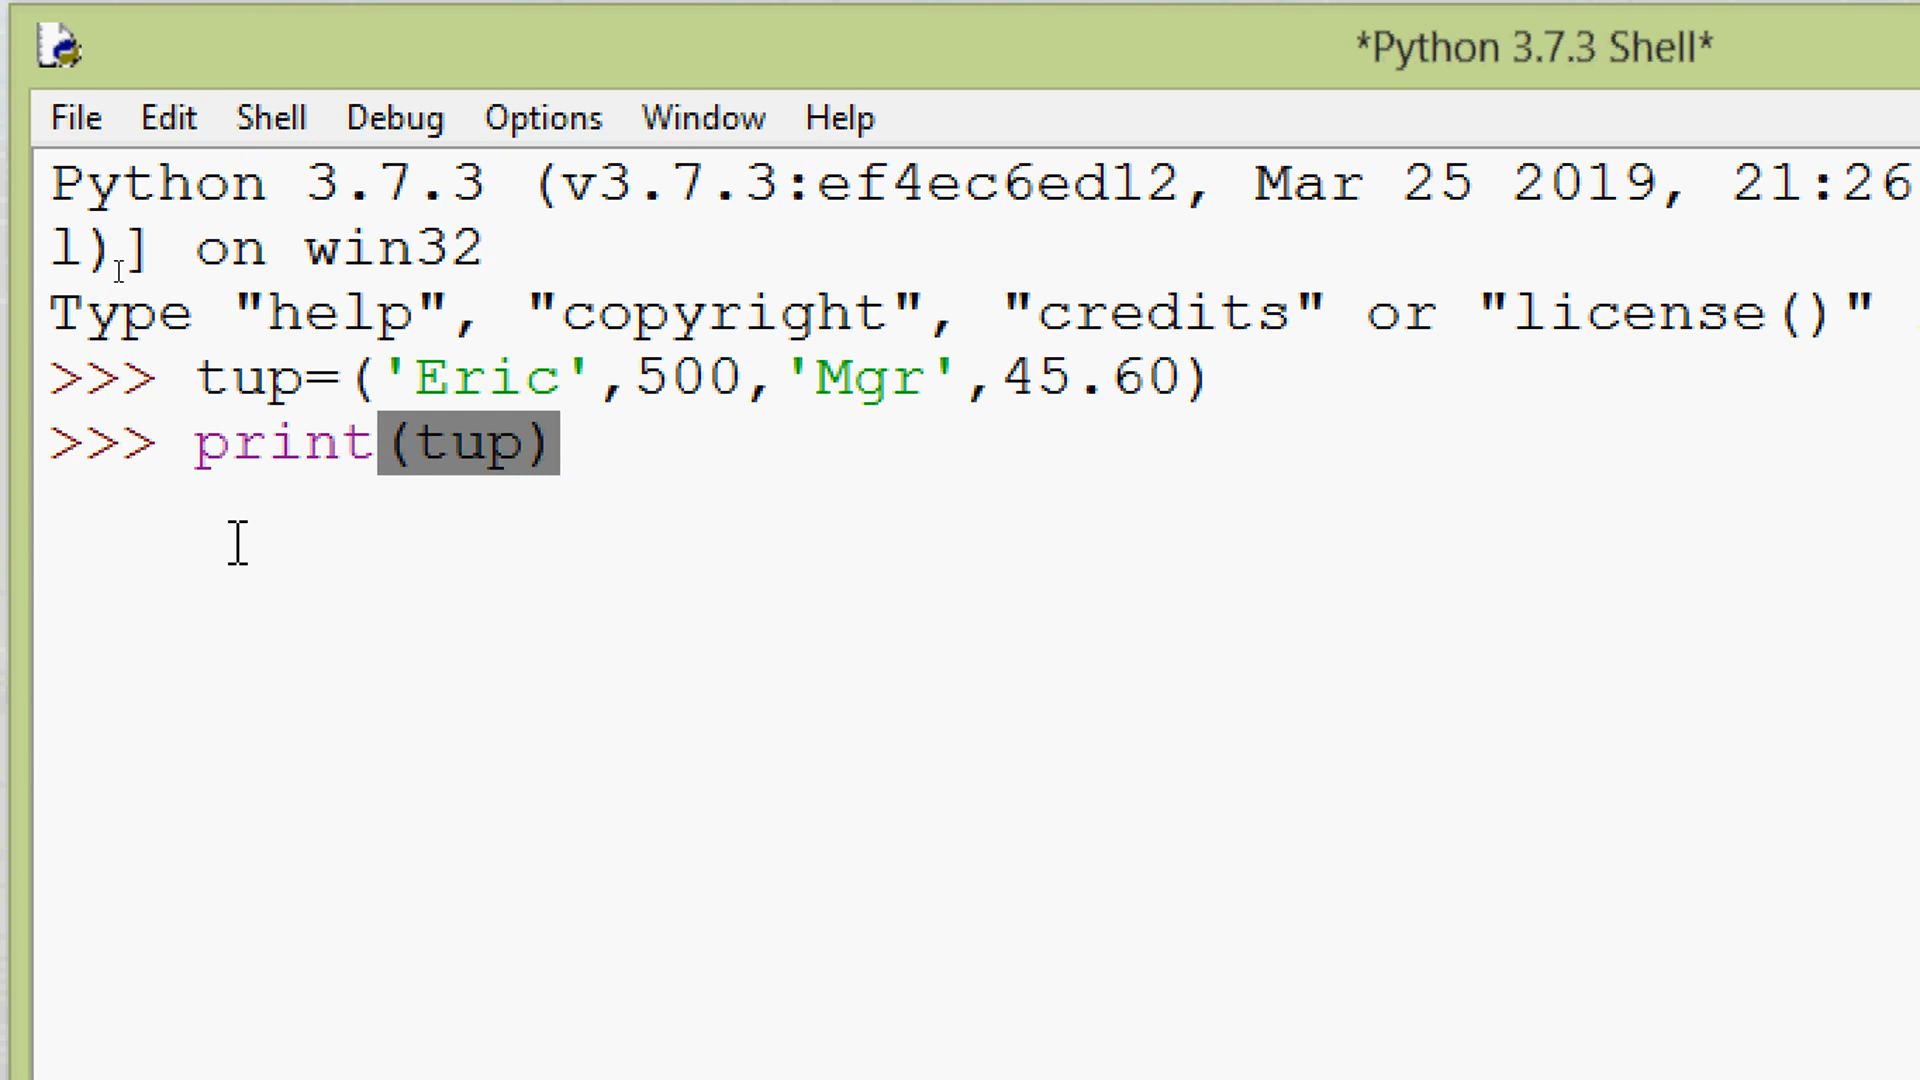 *Python 3.7.3 Shell*
File Edit Shell Debug Options Window Help
Python 3.7.3 (v3.7.3:ef4ec6ed12, Mar 25 2019, 21:26
l)] on win32
Type "help", "copyright", "credits" or "license()"
>>> tup=('Eric',500,'Mgr',45.60)
>>> print(tup)